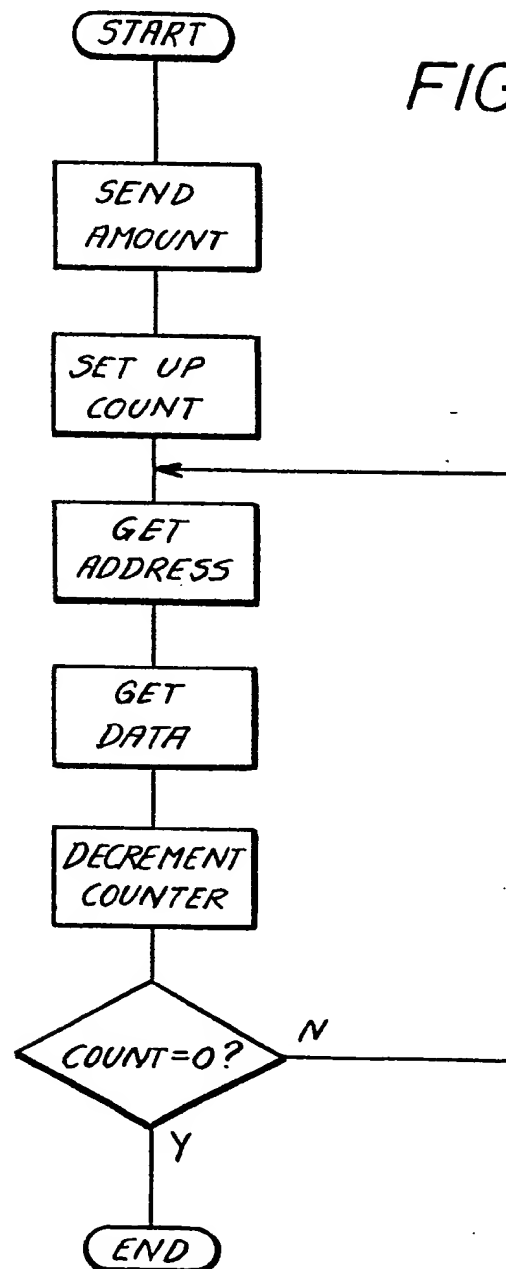 START
FIG
SEND
AMOUNT
SET UP
COUNT
GET
ADDRESS
GET
DATA
DECREMENT
COUNTER
COUNT=0?
N
Y
END